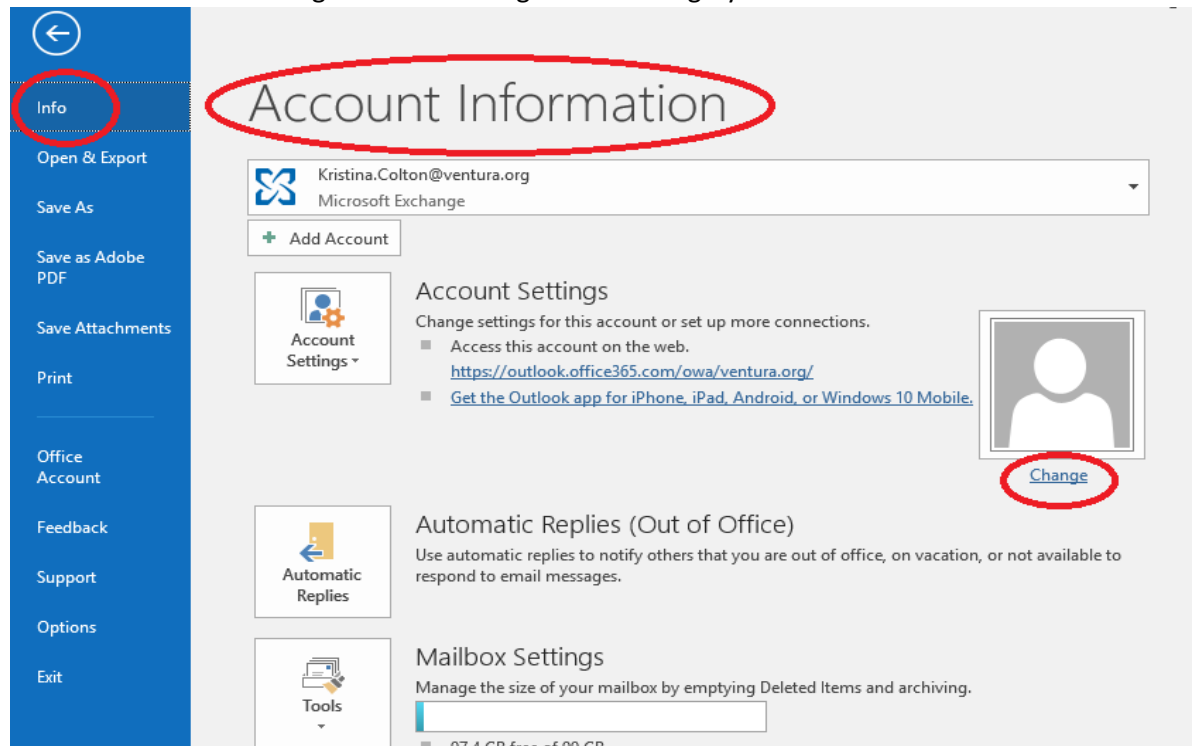 Info
Open & Export
Save As
Save as Adobe
PDF
Save Attachments
Print
Office
Account
Feedback
Support
Options
Exit
Account Information
Kristina.Colton@ventura.org
Microsoft Exchange
Add Account
Account
Settings
Account Settings
Change settings for this account or set up more connections.
Access this account on the web.
https://outlook.office365.com/owa/ventura.org/
Get the Outlook app for iPhone, iPad, Android, or Windows 10 Mobile.
Change
Automatic
Replies
Automatic Replies (Out of Office)
Use automatic replies to notify others that you are out of office, on vacation, or not available to
respond to email messages.
Tools
Mailbox Settings
Manage the size of your mailbox by emptying Deleted Items and archiving.